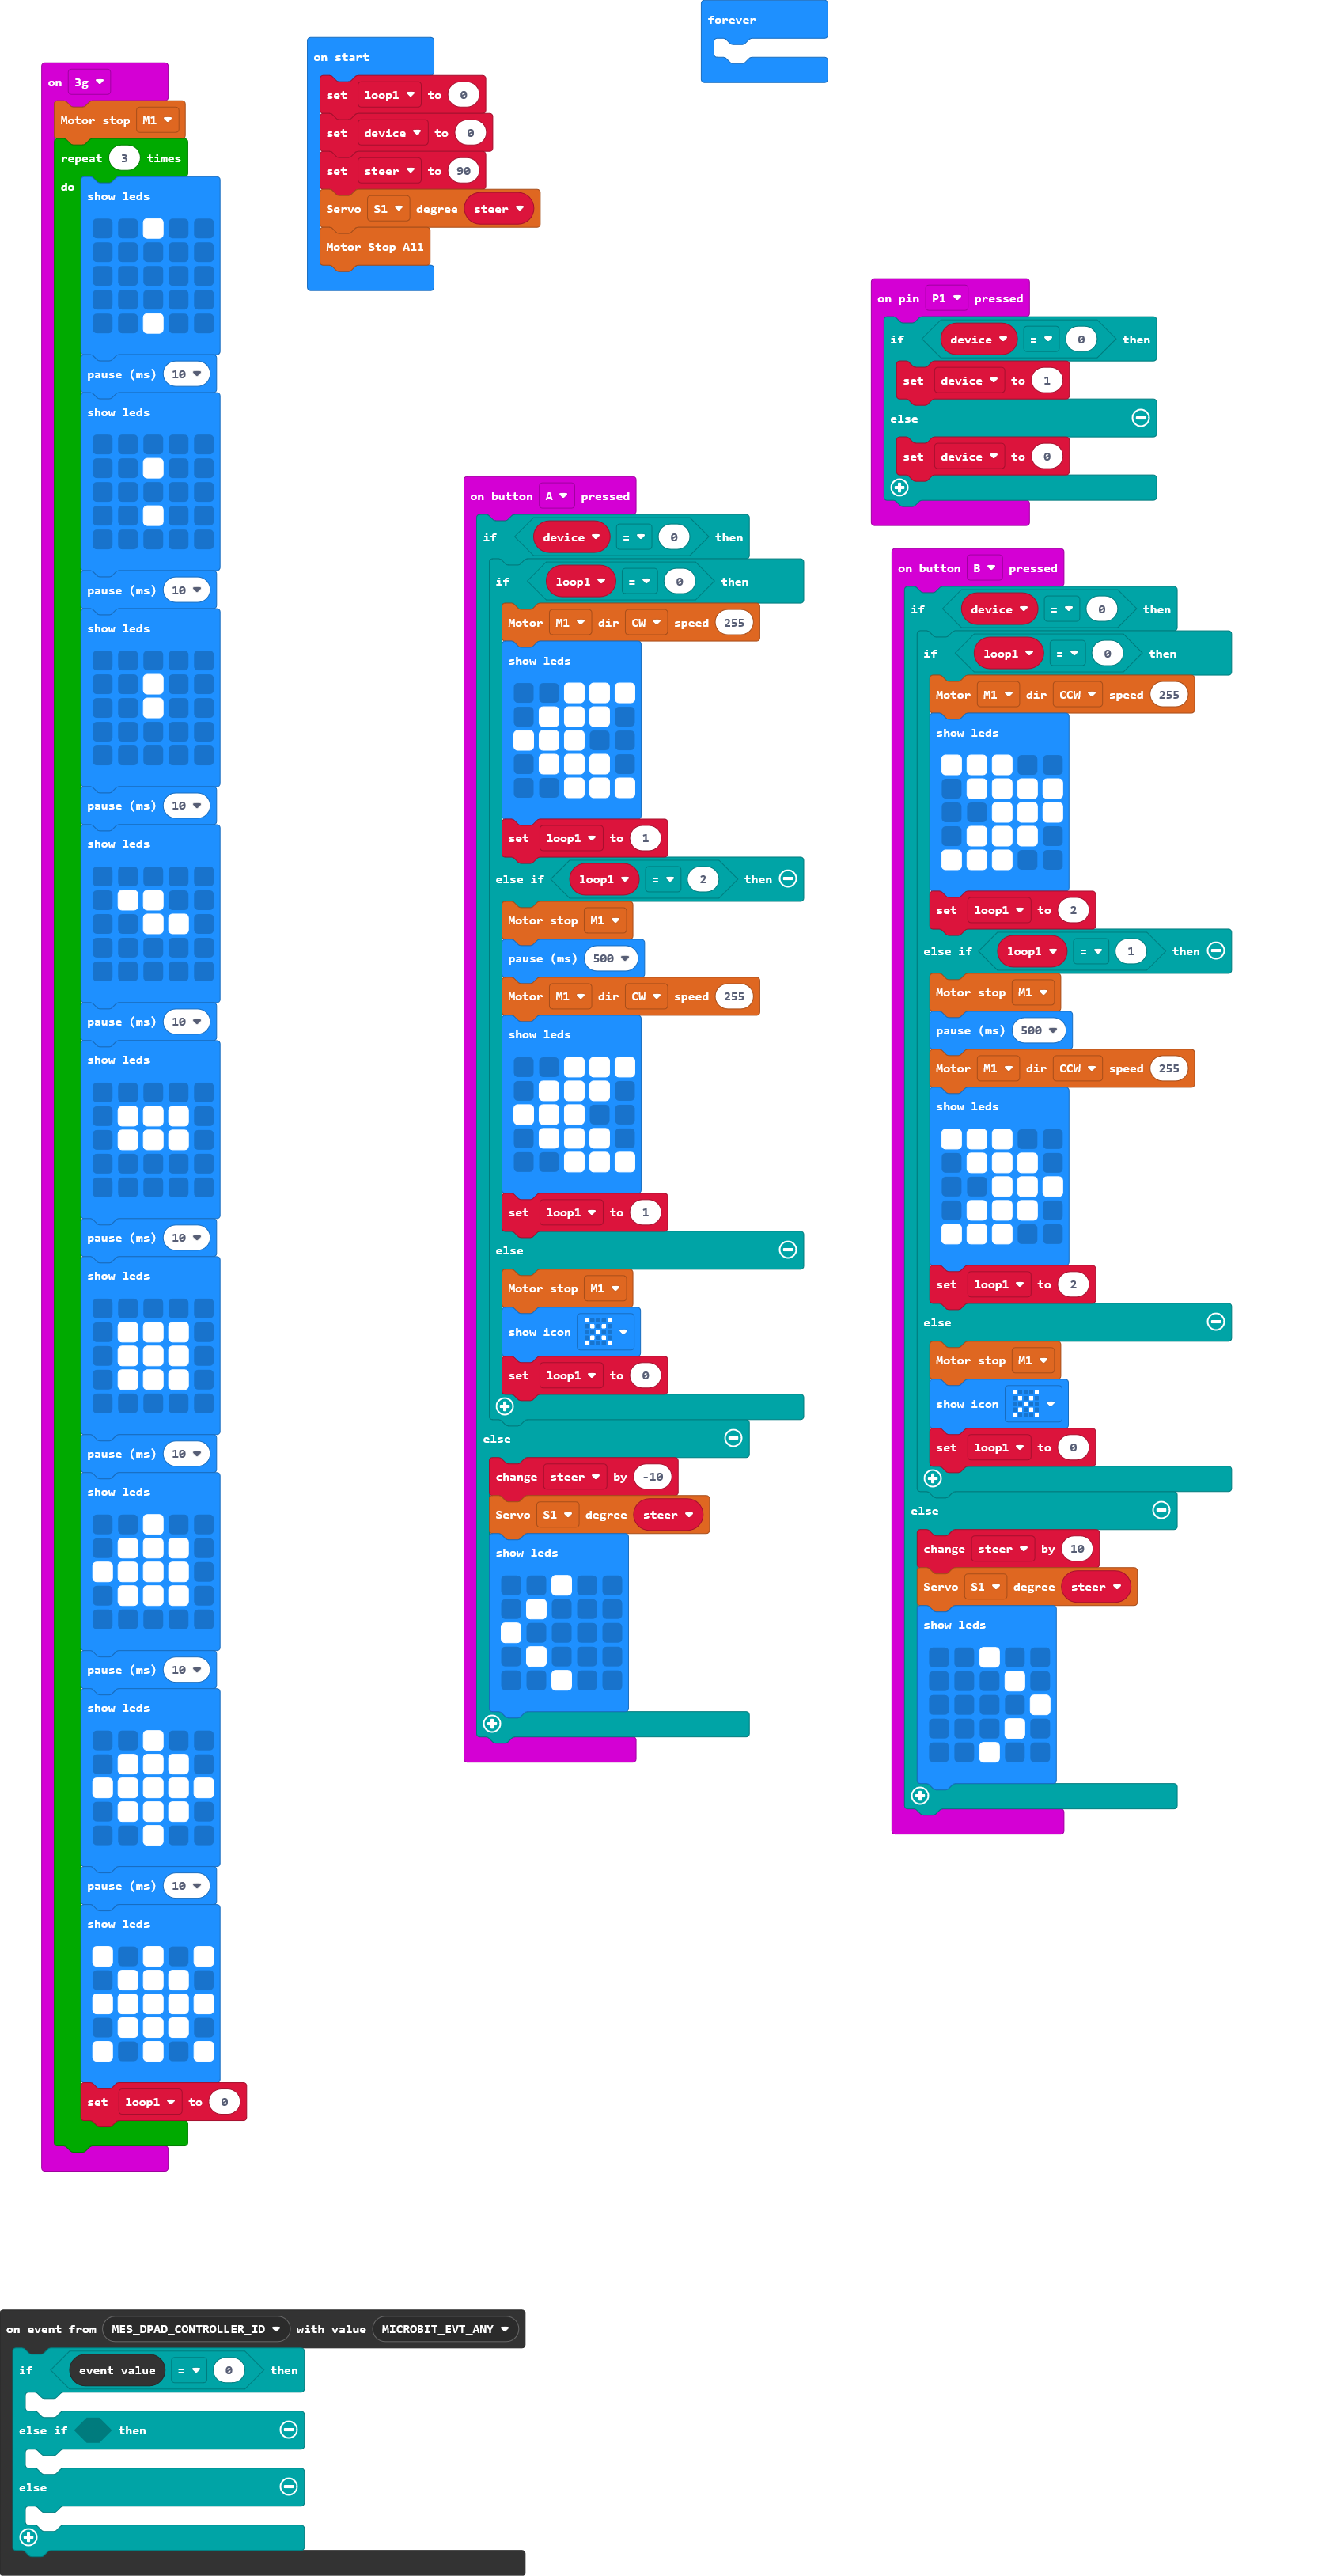 forever
on start
set loop1 to 0
set device to 0
set steer to 90
Servo S1 degree steer
Motor Stop All
on 3g
Motor stop M1
repeat 3 times
do
show leds
pause (ms) 10
show leds
pause (ms) 10
show leds
pause (ms) 10
show leds
pause (ms) 10
show leds
pause (ms) 10
show leds
pause (ms) 10
show leds
pause (ms) 10
show leds
pause (ms) 10
show leds
set loop1 to 0
on pin P1 pressed
if device = 0 then
set device to 1
else
set device to 0
on button A pressed
if device = 0 then
if loop1 = 0 then
Motor M1 dir CW speed 255
show leds
set loop1 to 1
else if loop1 = 2 then
Motor stop M1
pause (ms) 500
Motor M1 dir CW speed 255
show leds
set loop1 to 1
else
Motor stop M1
show icon
set loop1 to 0
else
change steer by -10
Servo S1 degree steer
show leds
on button B pressed
if device = 0 then
if loop1 = 0 then
Motor M1 dir CCW speed 255
show leds
set loop1 to 2
else if loop1 = 1 then
Motor stop M1
pause (ms) 500
Motor M1 dir CCW speed 255
show leds
set loop1 to 2
else
Motor stop M1
show icon
set loop1 to 0
else
change steer by 10
Servo S1 degree steer
show leds
on event from MES_DPAD_CONTROLLER_ID with value MICROBIT_EVT_ANY
if event value = 0 then
else if then
else